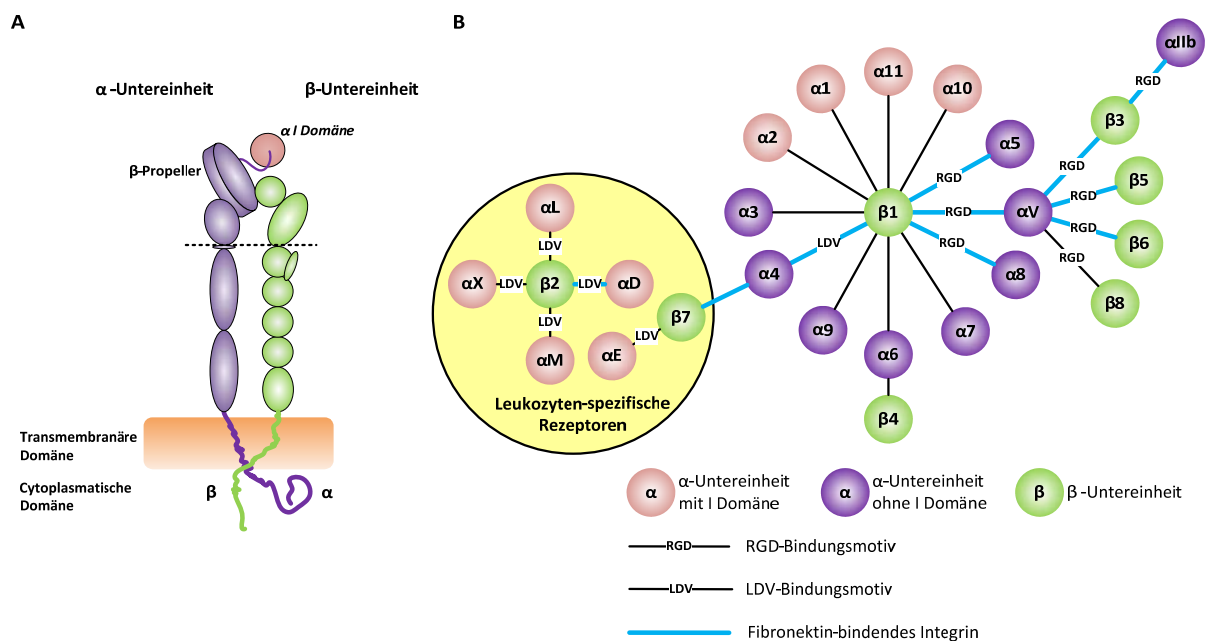 A
α -Untereinheit
β-Untereinheit
α I Domäne
β-Propeller
Transmembranäre
Domäne
Cytoplasmatische
Domäne
β
α
B
αIIb
RGD
β3
α11
α1
α10
α2
α5
RGD
RGD
β5
RGD
α3
β1
RGD
αV
RGD
β6
αL
LDV
LDV
RGD
RGD
α4
α8
αX
LDV
β2
LDV
αD
β8
LDV
β7
α9
α7
αM
αE
LDV
α6
β4
Leukozyten-spezifische
Rezeptoren
α
α-Untereinheit
mit I Domäne
α
α-Untereinheit
ohne I Domäne
β
β -Untereinheit
RGD
RGD-Bindungsmotiv
LDV
LDV-Bindungsmotiv
Fibronektin-bindendes Integrin